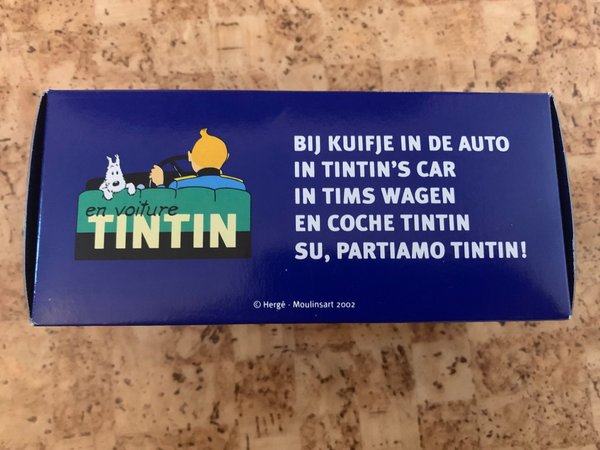 en voiture
TINTIN
BIJ KUIFJE IN DE AUTO
IN TINTIN'S CAR
IN TIMS WAGEN
EN COCHE TINTIN
SU, PARTIAMO TINTIN!
© Hergé - Moulinsart 2002